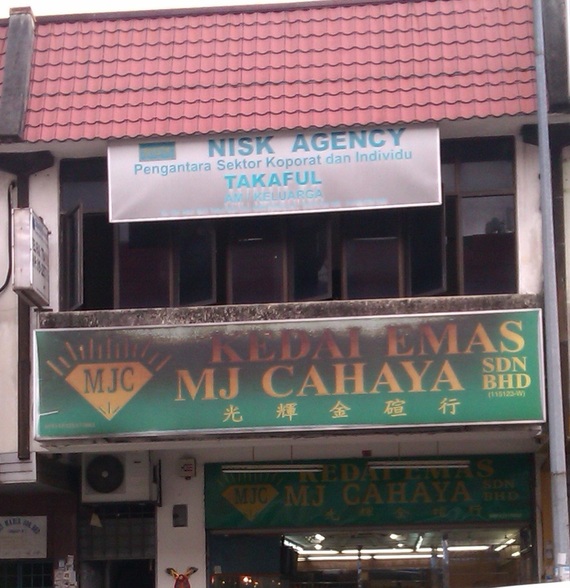 NISK AGENCY
Pengantara Sektor Koporat dan Individu
TAKAFUL
AM / KELUARGA
KEDAI EMAS
MJC
MJ CAHAYA SDN BHD
光輝金碹行
KEDAI EMAS
MJC
MJ CAHAYA SDN BHD